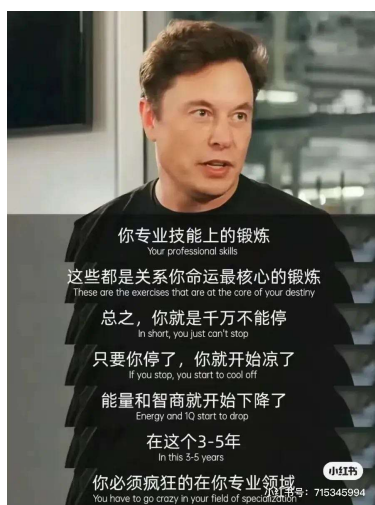 你专业技能上的锻炼
Your professional skills
这些都是关系你命运最核心的锻炼
These are the exercises that are at the core of your destiny
总之，你就是千万不能停
In short, you just can't stop
只要你停了，你就开始凉了
If you stop, you start to cool off
能量和智商就开始下降了
Energy and IQ start to drop
在这个3-5年
In this 3-5 years
小红书
你必须疯狂的在你专业领域
小红书号：715345994
You have to go crazy in your field of specialization